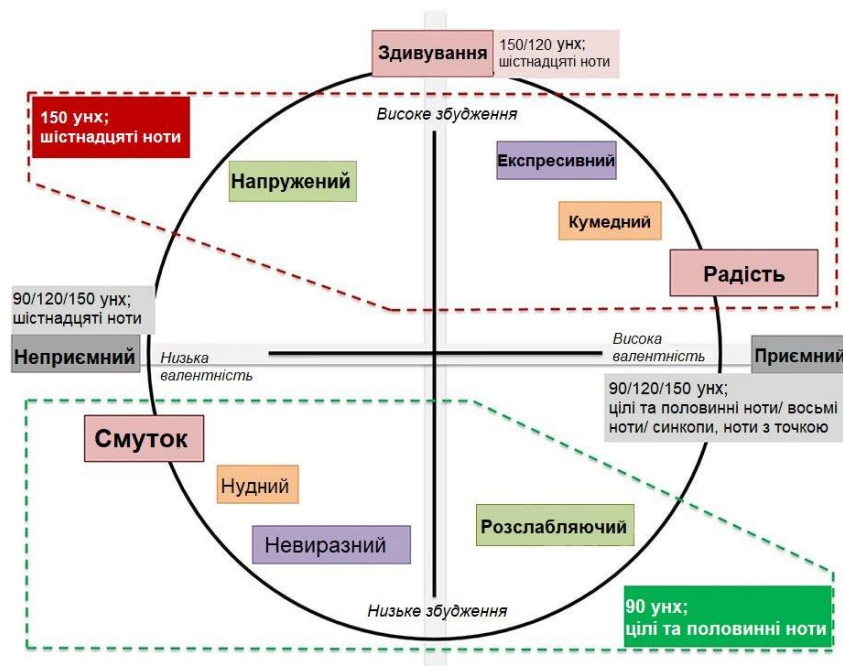 Здивування
150/120 унх;
шістнадцяті ноти
150 унх;
шістнадцяті ноти
Високе збудження
Експресивний
Напружений
Кумедний
Радість
90/120/150 унх;
шістнадцяті ноти
Неприємний
Низька
валентність
Висока
валентність
Приємний
90/120/150 унх;
цілі та половинні ноти/ восьмі
ноти/ синкопи, ноти з точкою
Смуток
Нудний
Розслабляючий
Невиразний
Низьке збудження
90 унх;
цілі та половинні ноти